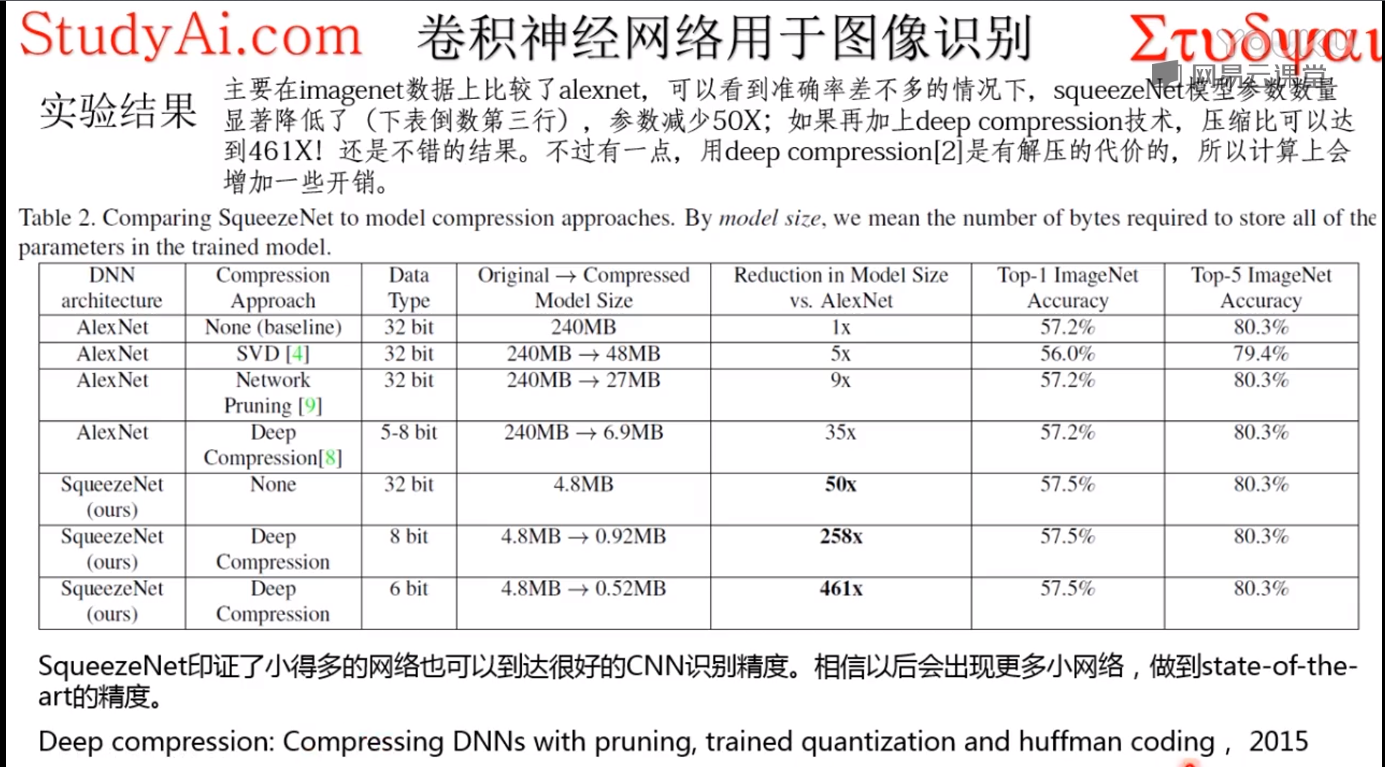 StudyAi.com 卷积神经网络用于图像识别 Στυδψαι
YOUKU
网易云课堂
实验结果
主要在imagenet数据上比较了alexnet，可以看到准确率差不多的情况下，squeezeNet模型参数数量
显著降低了（下表倒数第三行），参数减少50X；如果再加上deep compression技术，压缩比可以达
到461X！还是不错的结果。不过有一点，用deep compression[2]是有解压的代价的，所以计算上会
增加一些开销。
Table 2. Comparing SqueezeNet to model compression approaches. By model size, we mean the number of bytes required to store all of the
parameters in the trained model.
DNN architecture Compression Approach Data Type Original → Compressed Model Size Reduction in Model Size vs. AlexNet Top-1 ImageNet Accuracy Top-5 ImageNet Accuracy
AlexNet None (baseline) 32 bit 240MB 1x 57.2% 80.3%
AlexNet SVD [4] 32 bit 240MB → 48MB 5x 56.0% 79.4%
AlexNet Network Pruning [9] 32 bit 240MB → 27MB 9x 57.2% 80.3%
AlexNet Deep Compression[8] 5-8 bit 240MB → 6.9MB 35x 57.2% 80.3%
SqueezeNet (ours) None 32 bit 4.8MB 50x 57.5% 80.3%
SqueezeNet (ours) Deep Compression 8 bit 4.8MB → 0.92MB 258x 57.5% 80.3%
SqueezeNet (ours) Deep Compression 6 bit 4.8MB → 0.52MB 461x 57.5% 80.3%
SqueezeNet印证了小得多的网络也可以到达很好的CNN识别精度。相信以后会出现更多小网络，做到state-of-the-
art的精度。
Deep compression: Compressing DNNs with pruning, trained quantization and huffman coding，2015